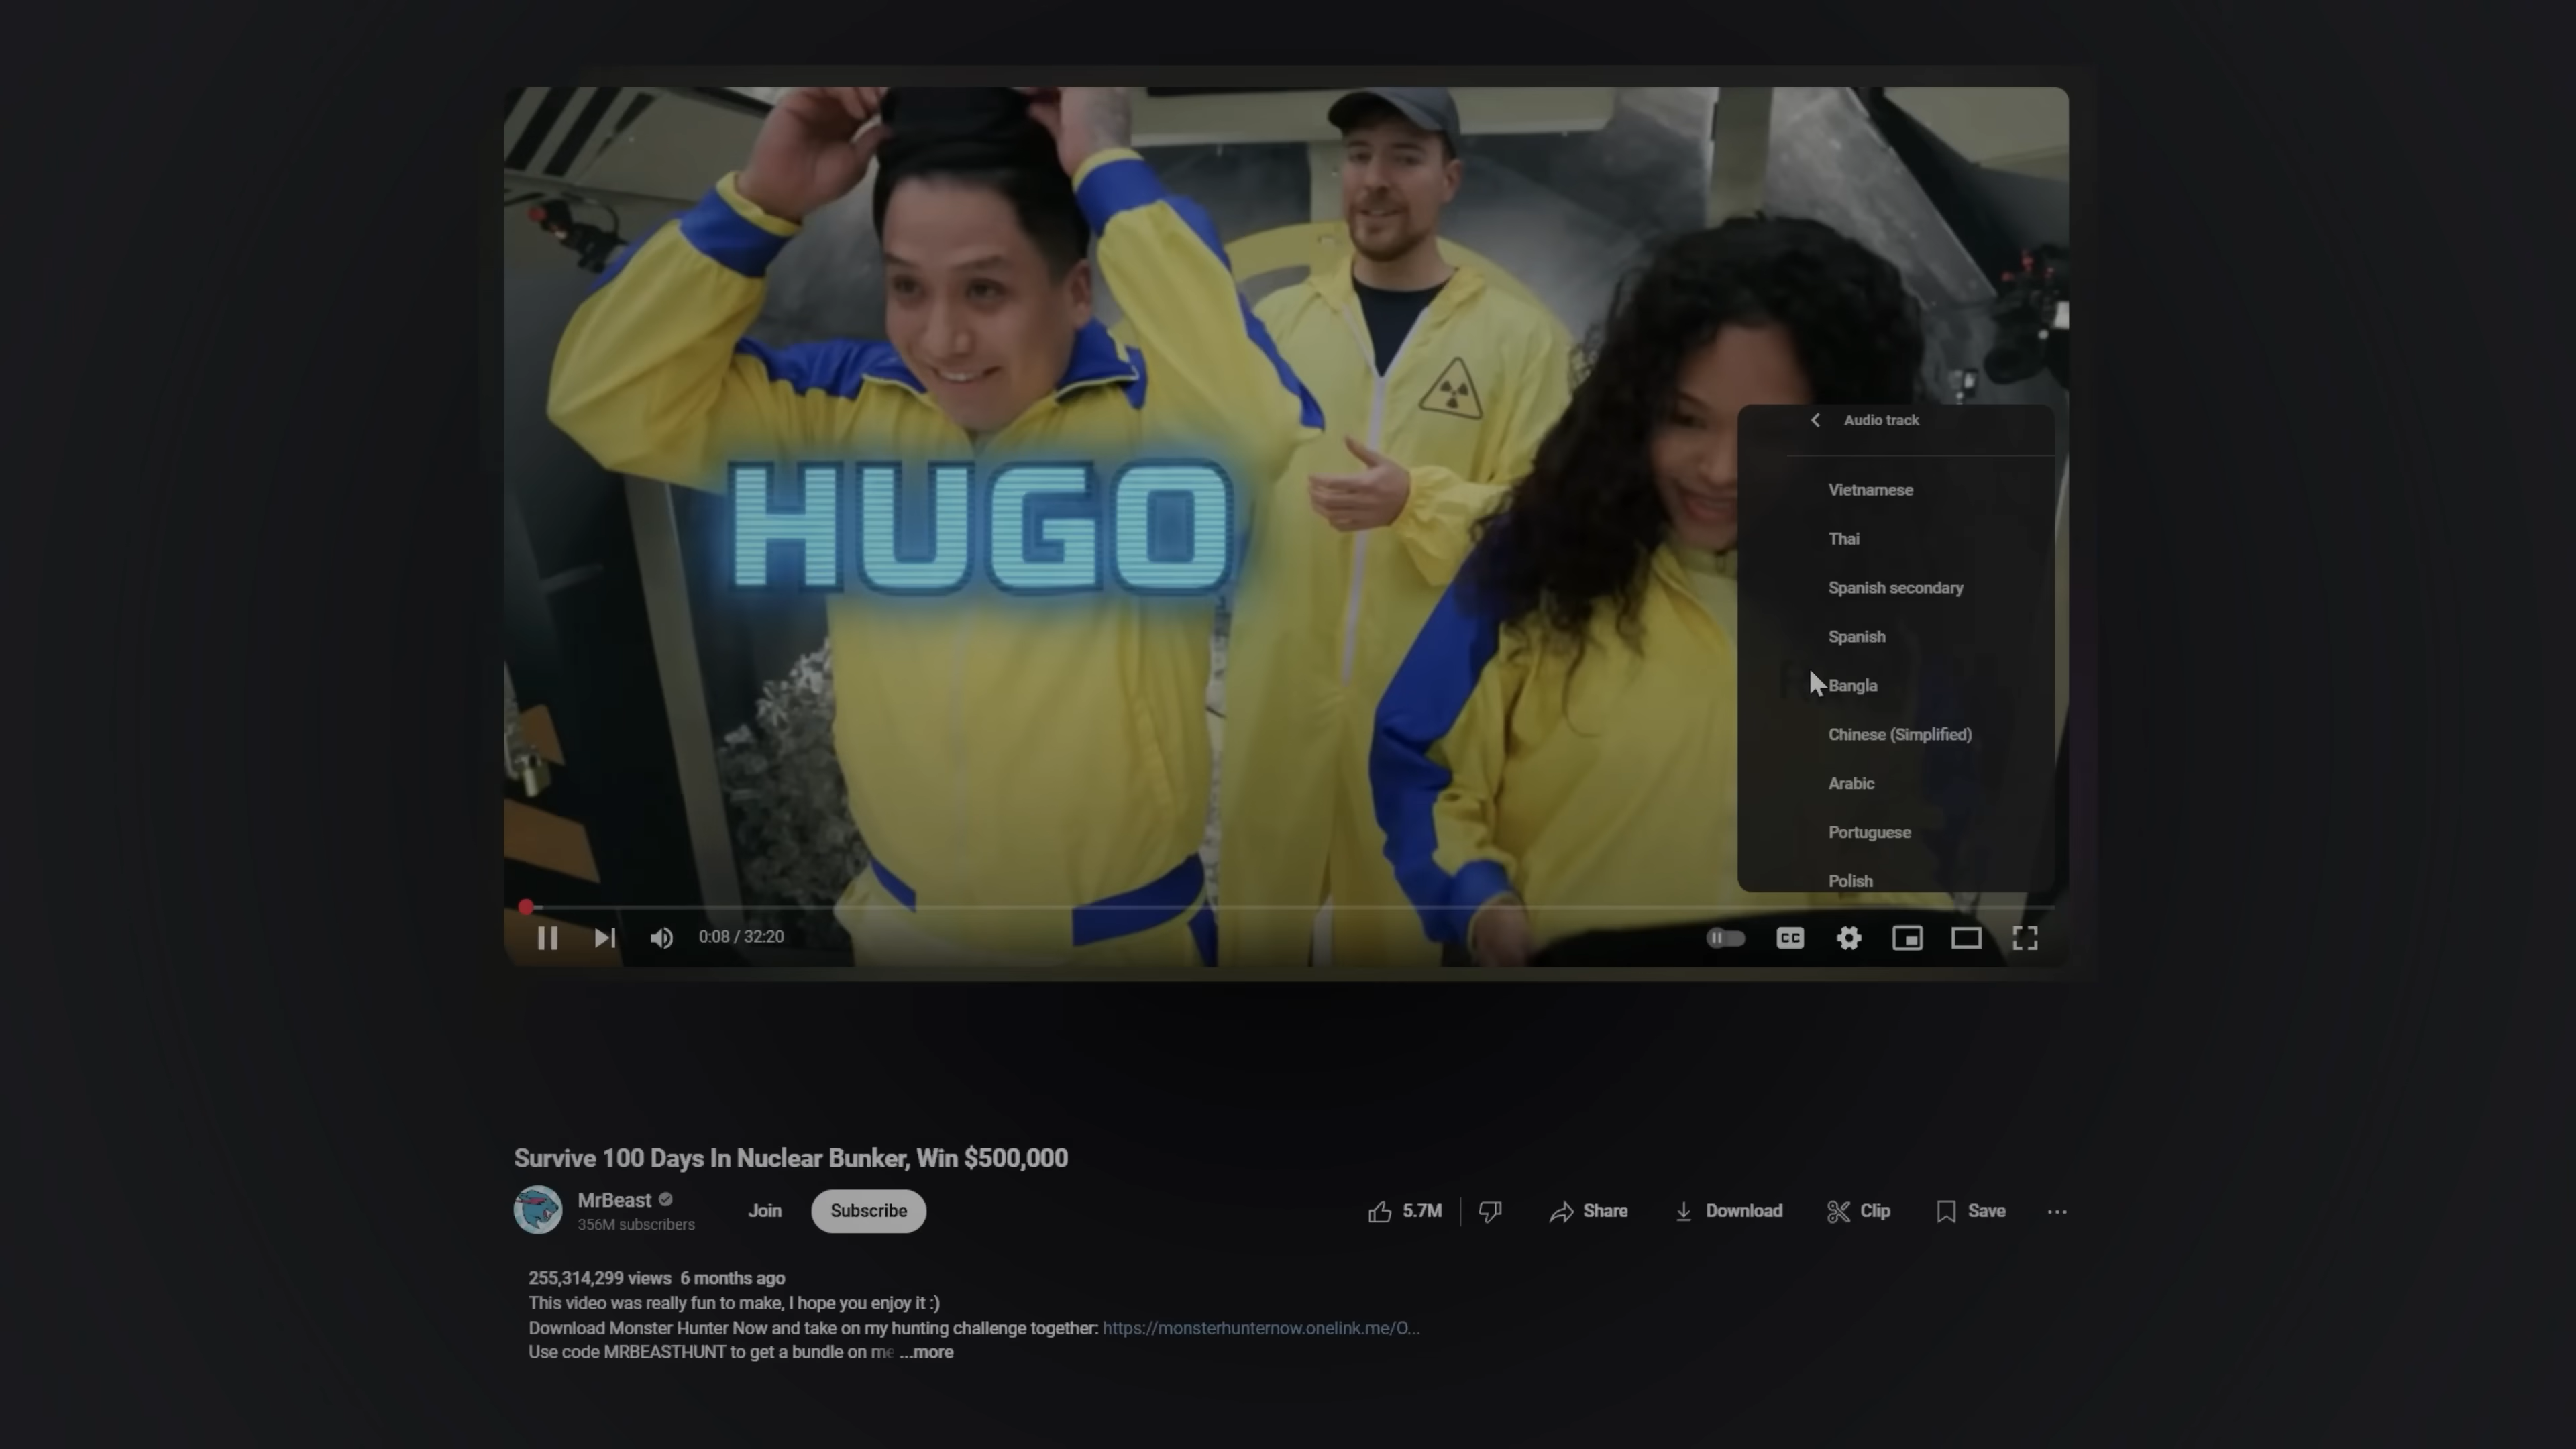 HUGO
Audio track
Vietnamese
Thai
Spanish secondary
Spanish
Bangla
Chinese (Simplified)
Arabic
Portuguese
Polish
0:08 / 32:20
CC
Survive 100 Days In Nuclear Bunker, Win $500,000
MrBeast
356M subscribers
Join
Subscribe
5.7M
Share
Download
Clip
Save
255,314,299 views 6 months ago
This video was really fun to make, I hope you enjoy it :)
Download Monster Hunter Now and take on my hunting challenge together: https://monsterhunternow.onelink.me/O...
Use code MRBEASTHUNT to get a bundle on me ...more